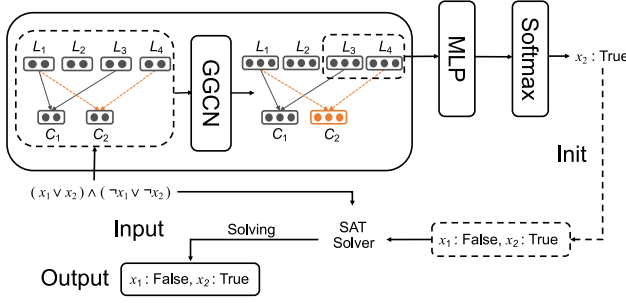 L₁ L₂ L₃ L₄
C₁ C₂
GGCN
L₁ L₂ L₃ L₄
C₁ C₂
MLP
Softmax
x₂ : True
Init
( x₁ ∨ x₂ ) ∧ ( ¬x₁ ∨ ¬x₂ )
Input
SAT
Solver
x₁ : False, x₂ : True
Solving
Output
x₁ : False, x₂ : True